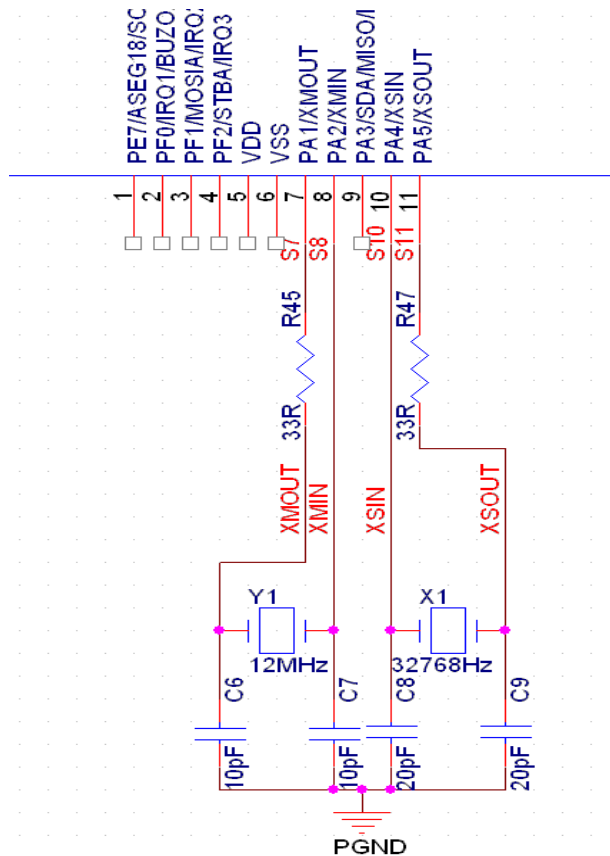 PE7/ASEG18/SC
PF0/IRQ1/BUZO
PF1/MOSIA/IRQ2
PF2/STBA/IRQ3
VDD
VSS
PA1/XMOUT
PA2/XMIN
PA3/SDA/MISO/I
PA4/XSIN
PA5/XSOUT
1
2
3
4
5
6
7
8
9
10
11
S7
S8
S10
S11
R45
33R
R47
33R
XMOUT
XMIN
XSIN
XSOUT
Y1
12MHz
X1
32768Hz
C6
10pF
C7
10pF
C8
20pF
C9
20pF
PGND